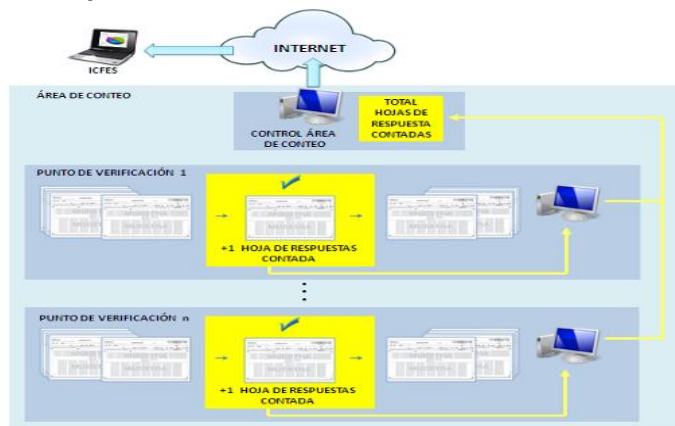 INTERNET
ICFES
ÁREA DE CONTEO
CONTROL ÁREA
DE CONTEO
TOTAL
HOJAS DE
RESPUESTA
CONTADAS
PUNTO DE VERIFICACIÓN 1
+1 HOJA DE RESPUESTAS
CONTADA
PUNTO DE VERIFICACIÓN n
+1 HOJA DE RESPUESTAS
CONTADA